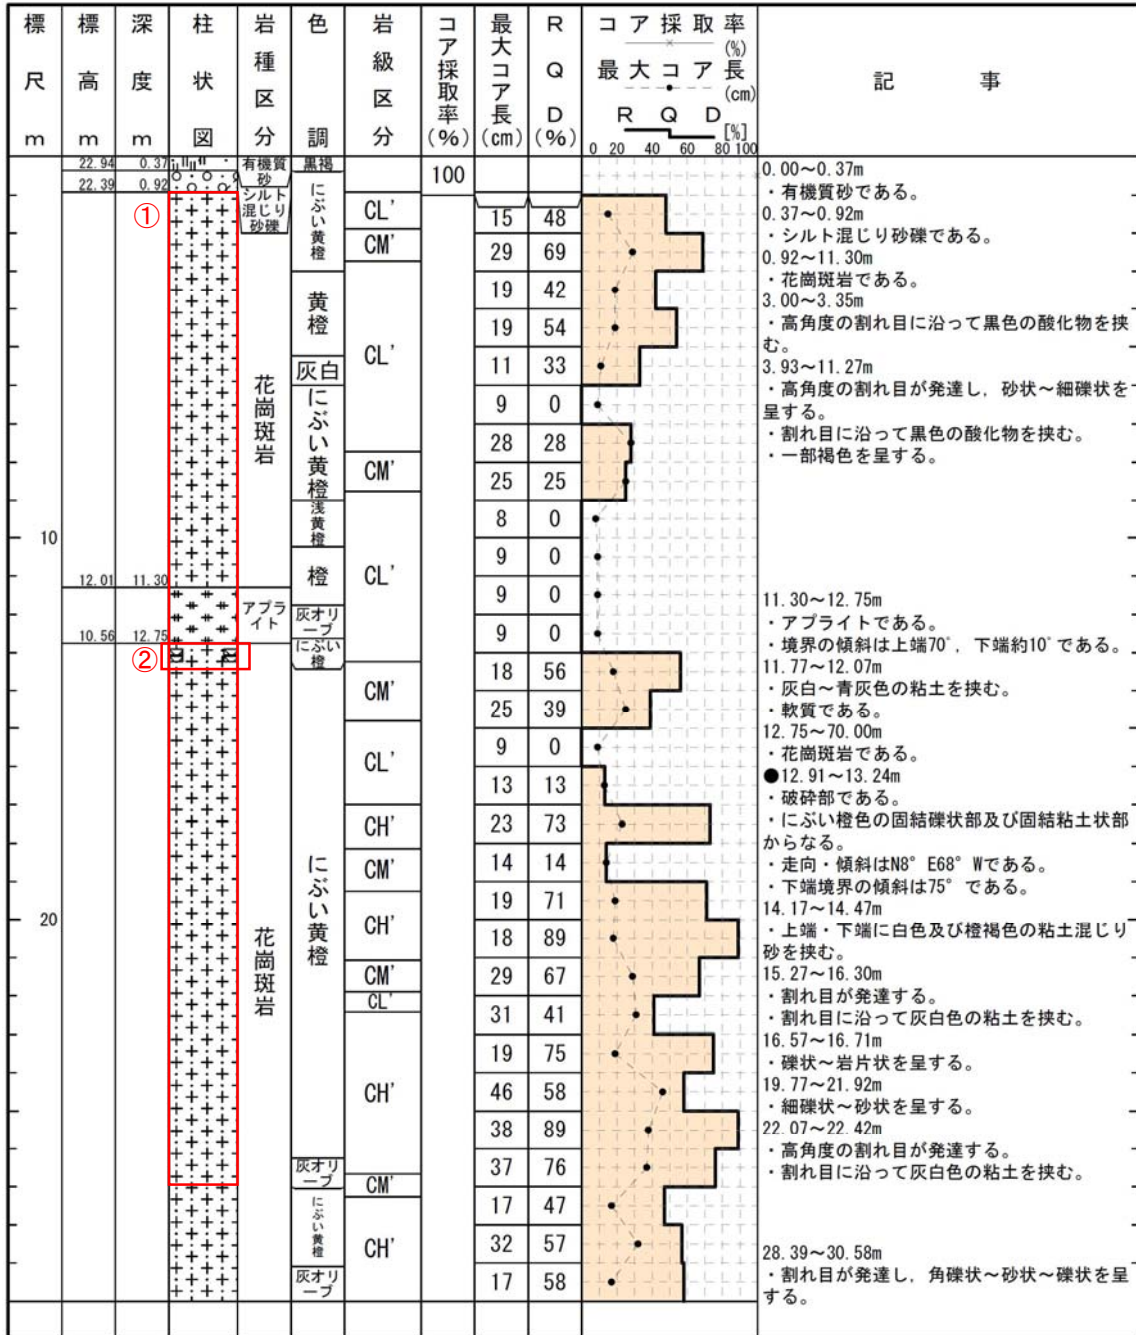 標尺m
標高m
深度m
柱状図
岩種区分
色調
岩級区分
コア採取率(%)
最大コア長(cm)
RQD(%)
コア採取率
(%)
最大コア長
(cm)
RQD
[%]
0 20 40 60 80 100
記事
22.94 0.37
22.39 0.92
12.01 11.30
10.56 12.75
10
20
①
②
有機質砂
シルト混じり砂礫
花崗斑岩
アプライト
花崗斑岩
黒褐
にぶい黄橙
黄橙
灰白
にぶい黄橙
浅黄橙
橙
灰オリーブ
にぶい橙
にぶい黄橙
灰オリーブ
にぶい黄橙
灰オリーブ
CL'
CM'
CL'
CM'
CL'
CM'
CL'
CH'
CM'
CH'
CM'
CL'
CH'
CM'
CH'
100
15 48
29 69
19 42
19 54
11 33
9 0
28 28
25 25
8 0
9 0
9 0
9 0
18 56
25 39
9 0
13 13
23 73
14 14
19 71
18 89
29 67
31 41
19 75
46 58
38 89
37 76
17 47
32 57
17 58
0.00～0.37m
・有機質砂である。
0.37～0.92m
・シルト混じり砂礫である。
0.92～11.30m
・花崗斑岩である。
3.00～3.35m
・高角度の割れ目に沿って黒色の酸化物を挟
む。
3.93～11.27m
・高角度の割れ目が発達し，砂状～細礫状を
呈する。
・割れ目に沿って黒色の酸化物を挟む。
・一部褐色を呈する。
11.30～12.75m
・アプライトである。
・境界の傾斜は上端70°，下端約10°である。
11.77～12.07m
・灰白～青灰色の粘土を挟む。
・軟質である。
12.75～70.00m
・花崗斑岩である。
●12.91～13.24m
・破砕部である。
・にぶい橙色の固結礫状部及び固結粘土状部
からなる。
・走向・傾斜はN8°E68°Wである。
・下端境界の傾斜は75°である。
14.17～14.47m
・上端・下端に白色及び橙褐色の粘土混じり
砂を挟む。
15.27～16.30m
・割れ目が発達する。
・割れ目に沿って灰白色の粘土を挟む。
16.57～16.71m
・礫状～岩片状を呈する。
19.77～21.92m
・細礫状～砂状を呈する。
22.07～22.42m
・高角度の割れ目が発達する。
・割れ目に沿って灰白色の粘土を挟む。
28.39～30.58m
・割れ目が発達し，角礫状～砂状～礫状を呈
する。